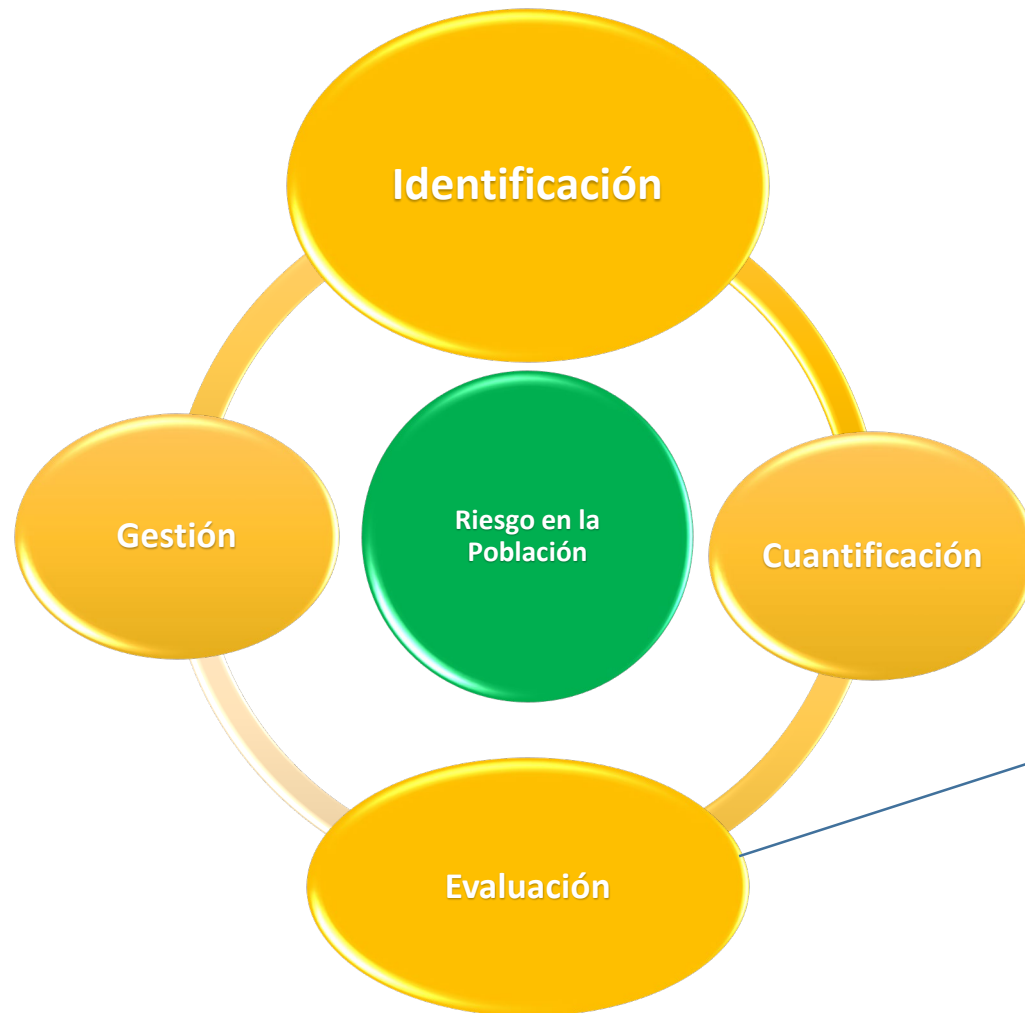 Identificación
Gestión
Riesgo en la
Población
Cuantificación
Evaluación